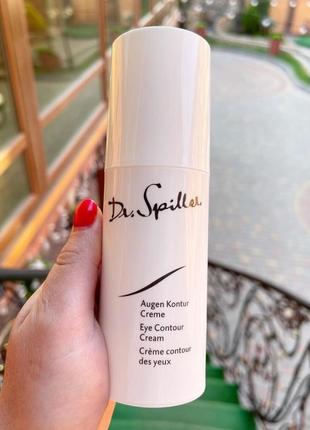 Dr. Spiller
Augen Kontur
Creme
Eye Contour
Cream
Crème contour
des yeux